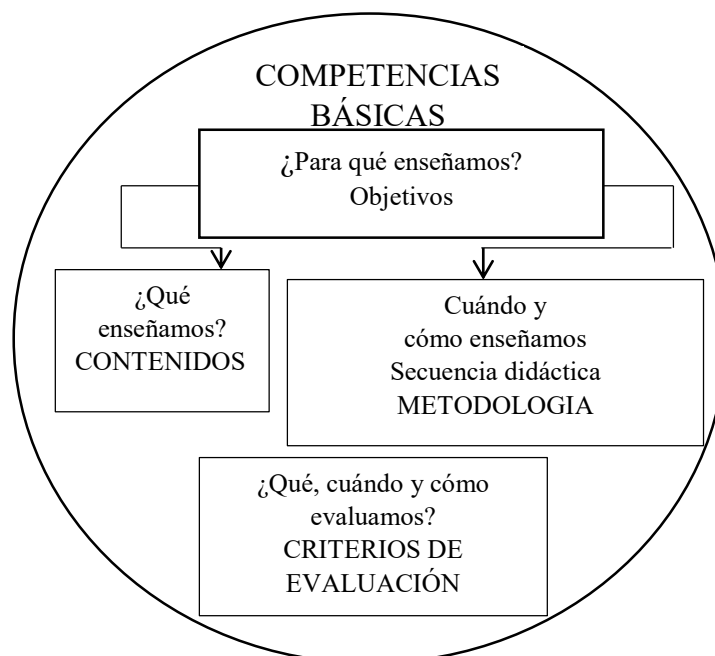 COMPETENCIAS
BÁSICAS
¿Para qué enseñamos?
Objetivos
¿Qué
enseñamos?
CONTENIDOS
Cuándo y
cómo enseñamos
Secuencia didáctica
METODOLOGIA
¿Qué, cuándo y cómo
evaluamos?
CRITERIOS DE
EVALUACIÓN